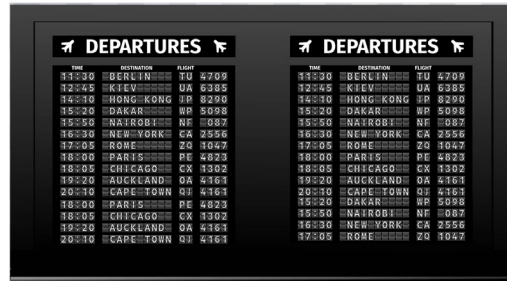 DEPARTURES
TIME DESTINATION FLIGHT
11:30 BERLIN TU 4709
12:45 KIEV UA 6385
14:10 HONG KONG JP 8290
15:20 DAKAR WP 5098
15:50 NAIROBI NF 087
16:30 NEW YORK CA 2556
17:05 ROME ZQ 1047
18:00 PARIS PE 4823
18:05 CHICAGO CX 1302
19:20 AUCKLAND OA 4161
20:10 CAPE TOWN QJ 4161
18:00 PARIS PE 4823
18:05 CHICAGO CX 1302
19:20 AUCKLAND OA 4161
20:10 CAPE TOWN QJ 4161
DEPARTURES
TIME DESTINATION FLIGHT
11:30 BERLIN TU 4709
12:45 KIEV UA 6385
14:10 HONG KONG JP 8290
15:20 DAKAR WP 5098
15:50 NAIROBI NF 087
16:30 NEW YORK CA 2556
17:05 ROME ZQ 1047
18:00 PARIS PE 4823
18:05 CHICAGO CX 1302
19:20 AUCKLAND OA 4161
20:10 CAPE TOWN QJ 4161
15:20 DAKAR WP 5098
15:50 NAIROBI NF 087
16:30 NEW YORK CA 2556
17:05 ROME ZQ 1047